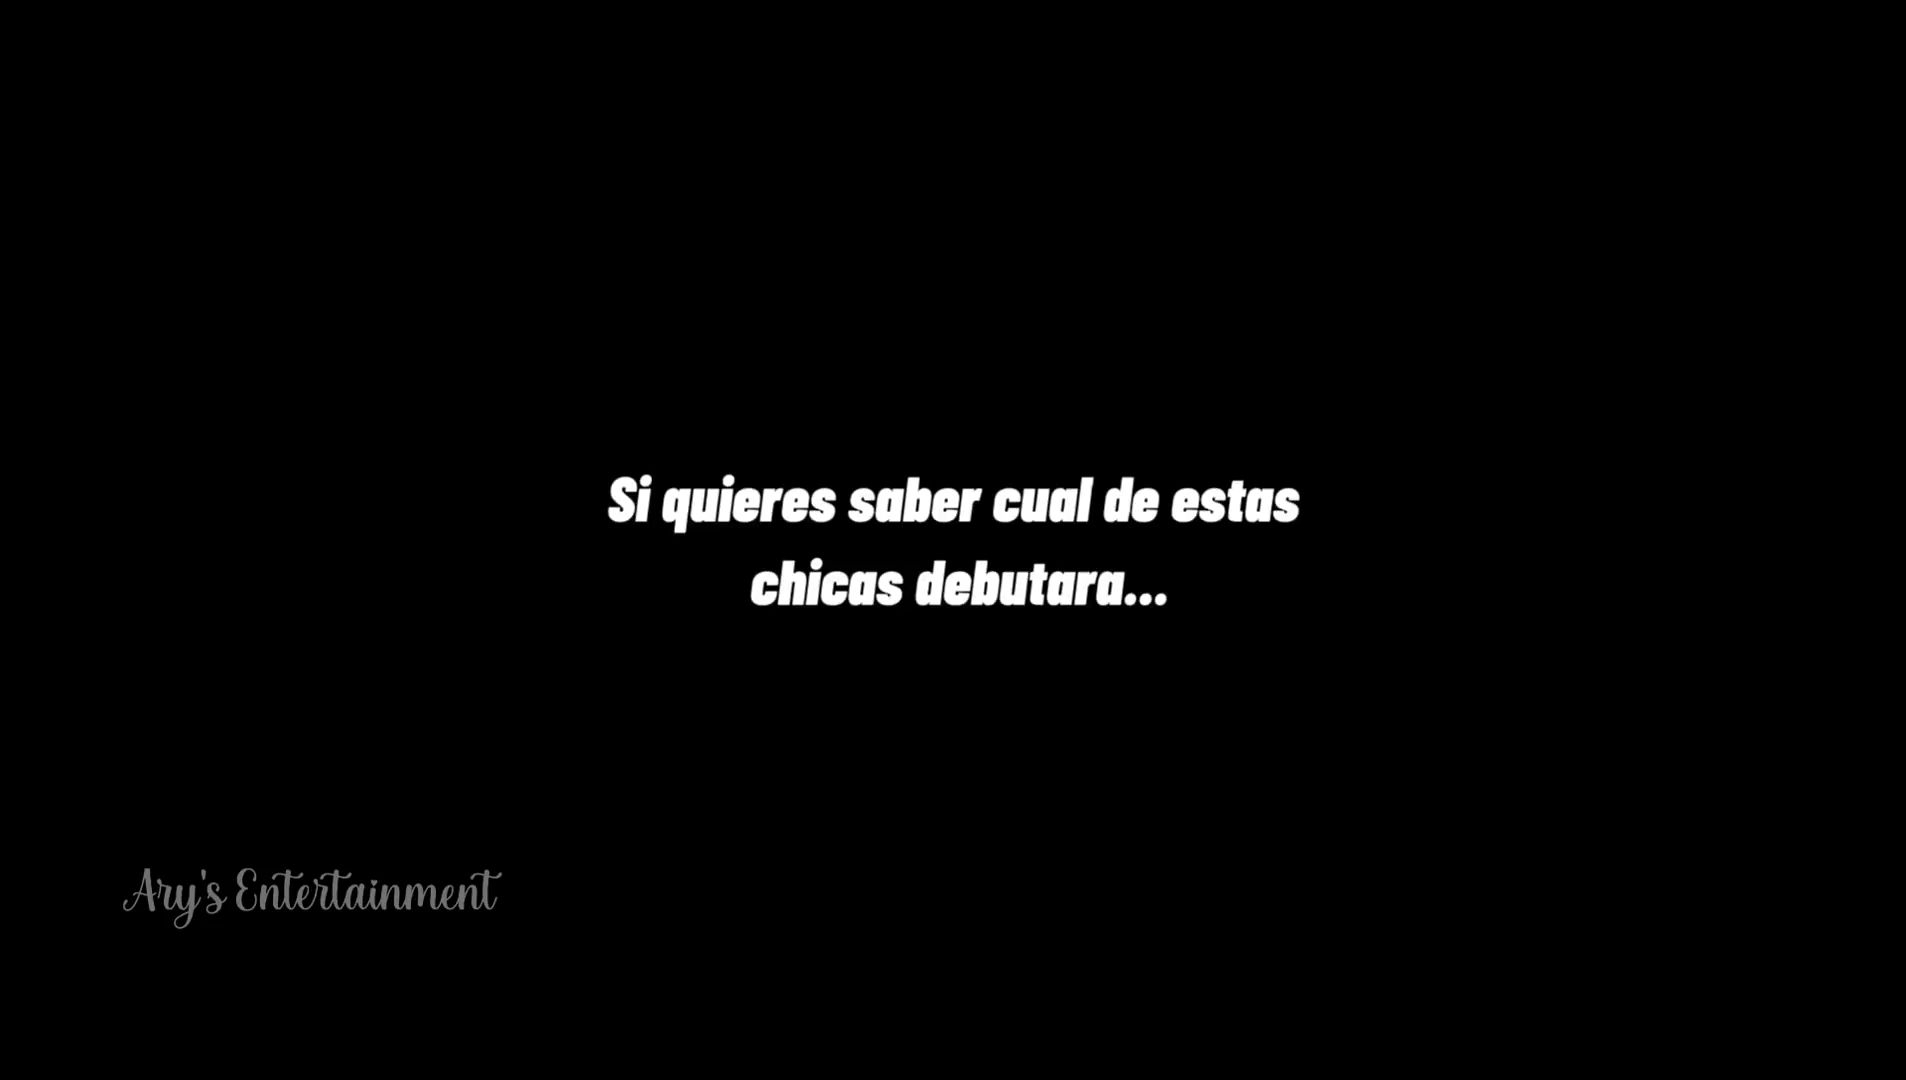 Si quieres saber cual de estas
chicas debutara...
Ary's Entertainment